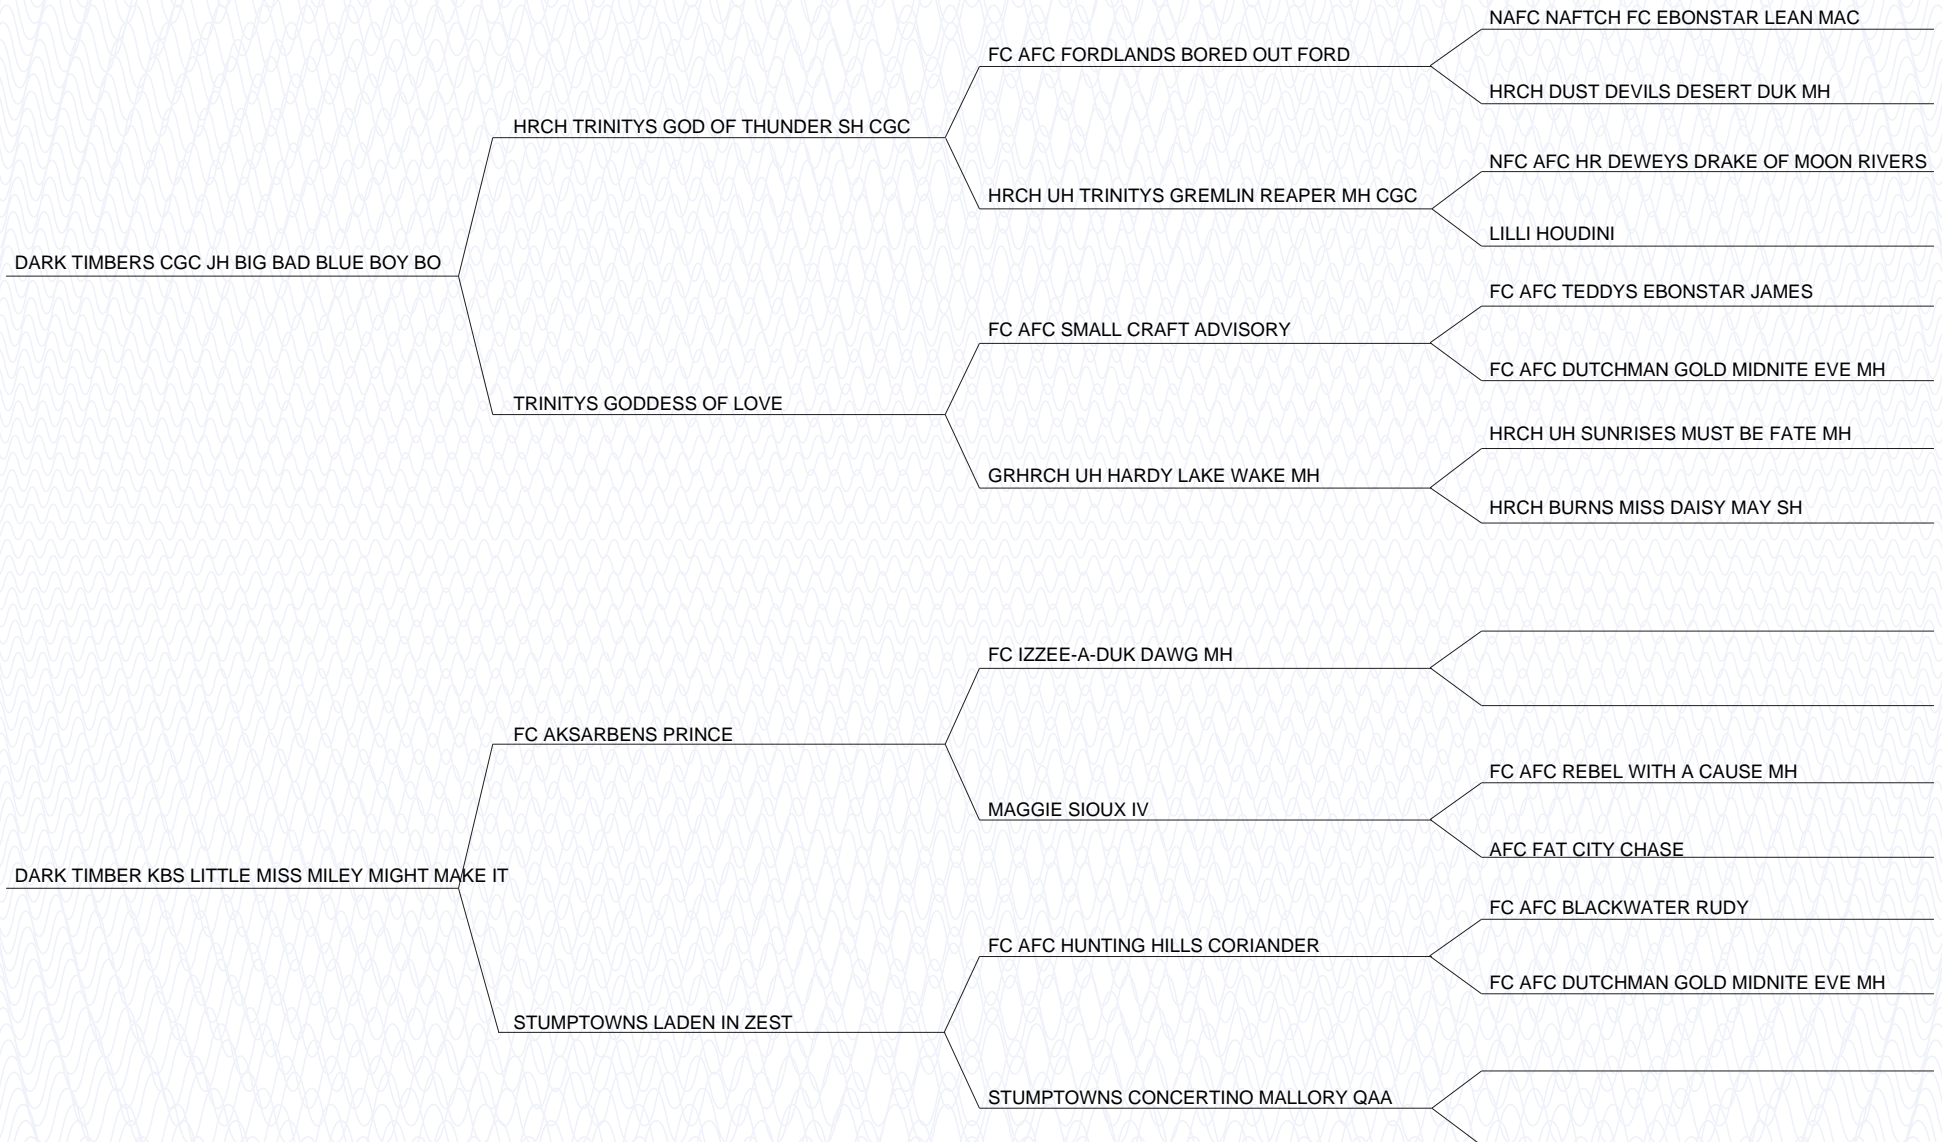 NAFC NAFTCH FC EBONSTAR LEAN MAC
FC AFC FORDLANDS BORED OUT FORD
HRCH DUST DEVILS DESERT DUK MH
HRCH TRINITYS GOD OF THUNDER SH CGC
NFC AFC HR DEWEYS DRAKE OF MOON RIVERS
HRCH UH TRINITYS GREMLIN REAPER MH CGC
LILLI HOUDINI
DARK TIMBERS CGC JH BIG BAD BLUE BOY BO
FC AFC TEDDYS EBONSTAR JAMES
FC AFC SMALL CRAFT ADVISORY
FC AFC DUTCHMAN GOLD MIDNITE EVE MH
TRINITYS GODDESS OF LOVE
HRCH UH SUNRISES MUST BE FATE MH
GRHRCH UH HARDY LAKE WAKE MH
HRCH BURNS MISS DAISY MAY SH
FC IZZEE-A-DUK DAWG MH
FC AKSARBENS PRINCE
FC AFC REBEL WITH A CAUSE MH
MAGGIE SIOUX IV
AFC FAT CITY CHASE
DARK TIMBER KBS LITTLE MISS MILEY MIGHT MAKE IT
FC AFC BLACKWATER RUDY
FC AFC HUNTING HILLS CORIANDER
FC AFC DUTCHMAN GOLD MIDNITE EVE MH
STUMPTOWNS LADEN IN ZEST
STUMPTOWNS CONCERTINO MALLORY QAA